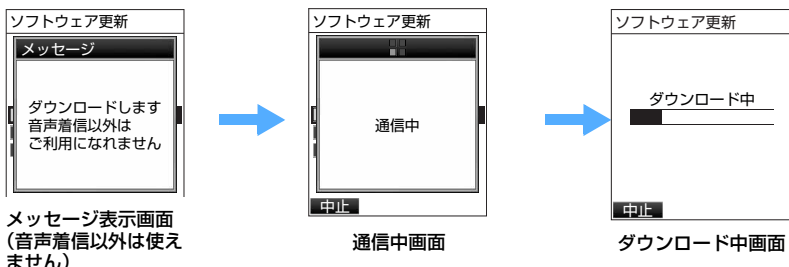 ソフトウェア更新
メッセージ
ダウンロードします
音声着信以外は
ご利用になれません
メッセージ表示画面
(音声着信以外は使え
ません)
ソフトウェア更新
通信中
中止
通信中画面
ソフトウェア更新
ダウンロード中
中止
ダウンロード中画面